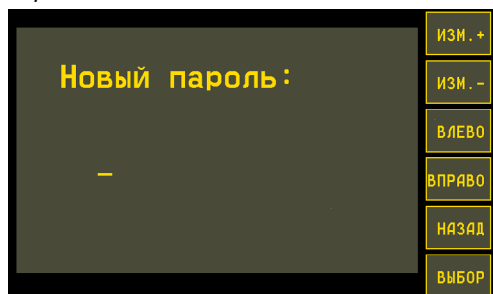 Новый пароль:
_
ИЗМ.+
ИЗМ.-
ВЛЕВО
ВПРАВО
НАЗАД
ВЫБОР